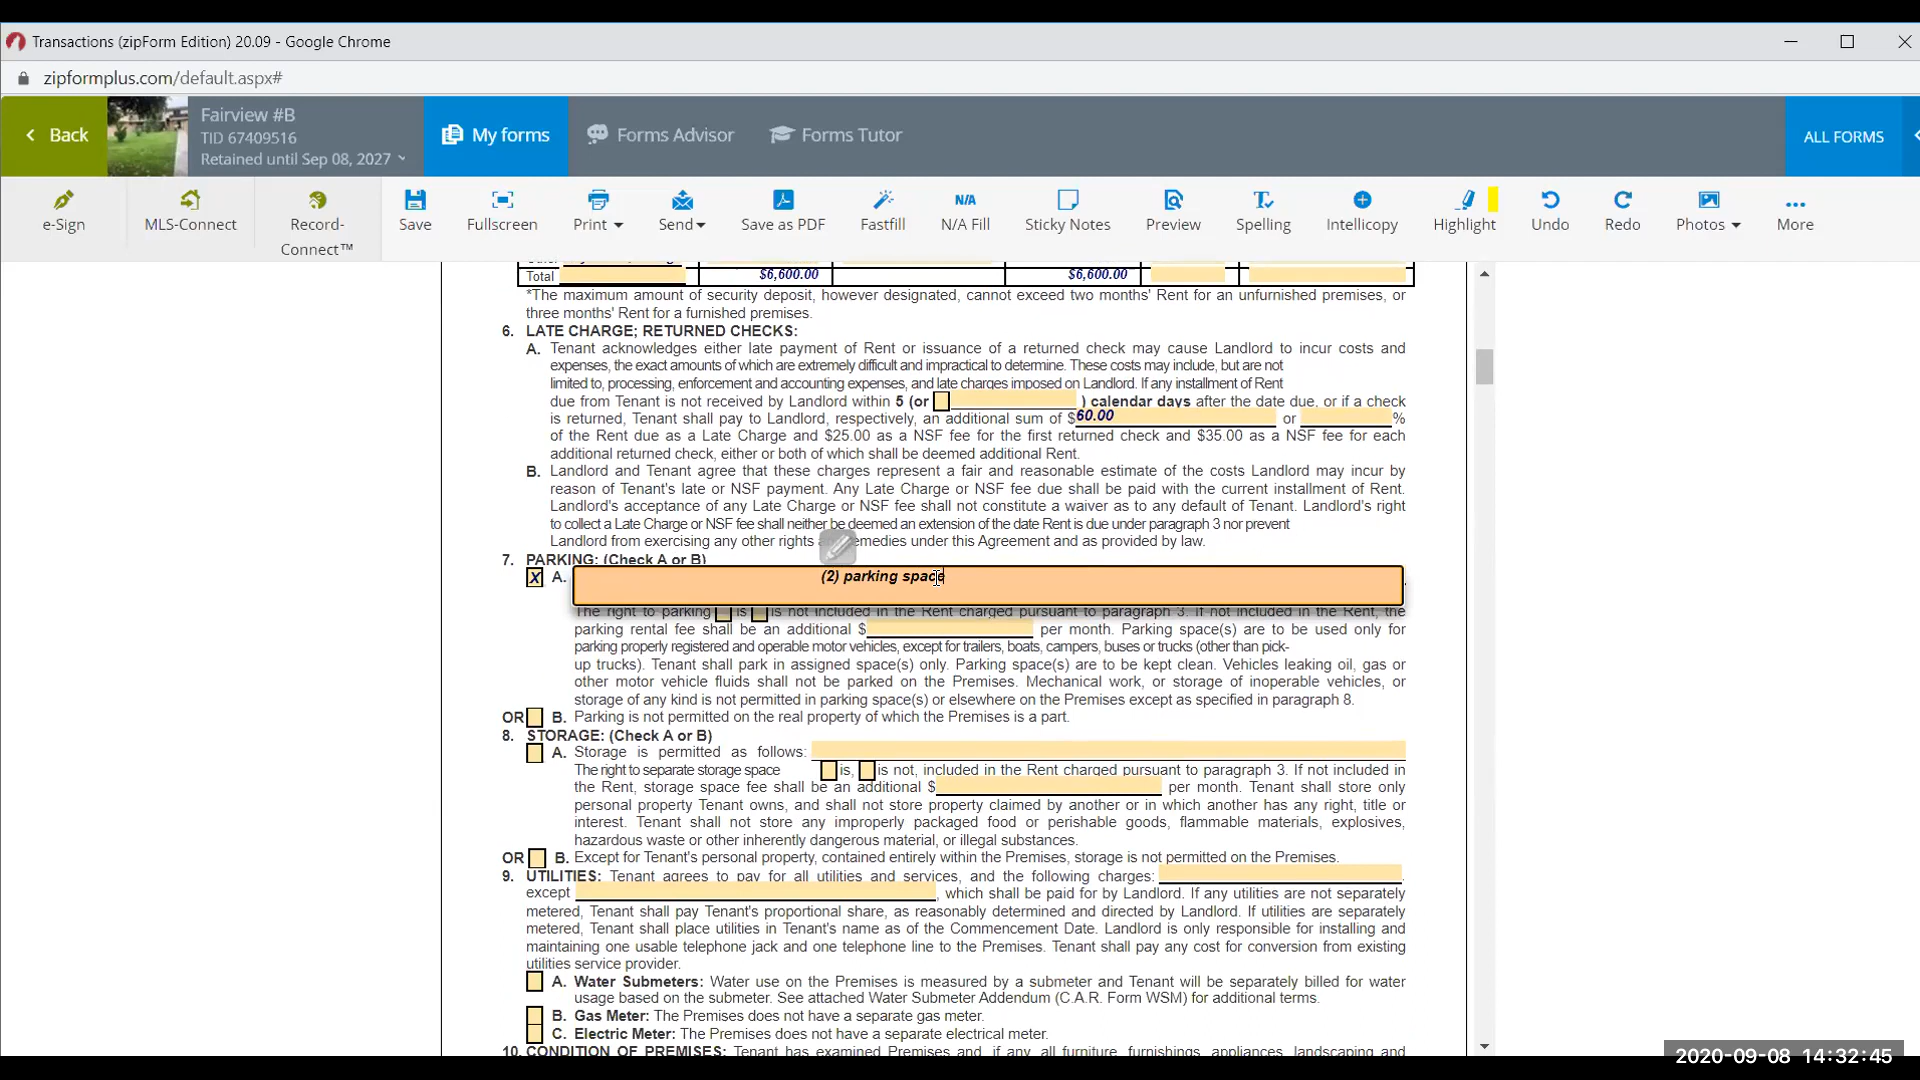 Transactions (zipForm Edition) 20.09 - Google Chrome
zipformplus.com/default.aspx#
Back
Fairview #B
TID 67409516
Retained until Sep 08, 2027
My forms
Forms Advisor
Forms Tutor
ALL FORMS
e-Sign
MLS-Connect
Record-
Connect™
Save
Fullscreen
Print
Send
Save as PDF
N/A
Fastfill
N/A Fill
Sticky Notes
Preview
Spelling
Intellicopy
Highlight
Undo
Redo
Photos
More
Total $6,600.00 $6,600.00
*The maximum amount of security deposit, however designated, cannot exceed two months' Rent for an unfurnished premises, or
three months' Rent for a furnished premises.
6. LATE CHARGE; RETURNED CHECKS:
A. Tenant acknowledges either late payment of Rent or issuance of a returned check may cause Landlord to incur costs and
expenses, the exact amounts of which are extremely difficult and impractical to determine. These costs may include, but are not
limited to, processing, enforcement and accounting expenses, and late charges imposed on Landlord. If any installment of Rent
due from Tenant is not received by Landlord within 5 (or ) calendar days after the date due, or if a check
is returned, Tenant shall pay to Landlord, respectively, an additional sum of $60.00 or %
of the Rent due as a Late Charge and $25.00 as a NSF fee for the first returned check and $35.00 as a NSF fee for each
additional returned check, either or both of which shall be deemed additional Rent.
B. Landlord and Tenant agree that these charges represent a fair and reasonable estimate of the costs Landlord may incur by
reason of Tenant's late or NSF payment. Any Late Charge or NSF fee due shall be paid with the current installment of Rent.
Landlord's acceptance of any Late Charge or NSF fee shall not constitute a waiver as to any default of Tenant. Landlord's right
to collect a Late Charge or NSF fee shall neither be deemed an extension of the date Rent is due under paragraph 3 nor prevent
Landlord from exercising any other rights and remedies under this Agreement and as provided by law.
7. PARKING: (Check A or B)
X A. (2) parking space
The right to parking is is not included in the Rent charged pursuant to paragraph 3. If not included in the Rent, the
parking rental fee shall be an additional $ per month. Parking space(s) are to be used only for
parking properly registered and operable motor vehicles, except for trailers, boats, campers, buses or trucks (other than pick-
up trucks). Tenant shall park in assigned space(s) only. Parking space(s) are to be kept clean. Vehicles leaking oil, gas or
other motor vehicle fluids shall not be parked on the Premises. Mechanical work, or storage of inoperable vehicles, or
storage of any kind is not permitted in parking space(s) or elsewhere on the Premises except as specified in paragraph 8.
OR B. Parking is not permitted on the real property of which the Premises is a part.
8. STORAGE: (Check A or B)
A. Storage is permitted as follows:
The right to separate storage space is, is not, included in the Rent charged pursuant to paragraph 3. If not included in
the Rent, storage space fee shall be an additional $ per month. Tenant shall store only
personal property Tenant owns, and shall not store property claimed by another or in which another has any right, title or
interest. Tenant shall not store any improperly packaged food or perishable goods, flammable materials, explosives,
hazardous waste or other inherently dangerous material, or illegal substances.
OR B. Except for Tenant's personal property, contained entirely within the Premises, storage is not permitted on the Premises.
9. UTILITIES: Tenant agrees to pay for all utilities and services, and the following charges: ,
except , which shall be paid for by Landlord. If any utilities are not separately
metered, Tenant shall pay Tenant's proportional share, as reasonably determined and directed by Landlord. If utilities are separately
metered, Tenant shall place utilities in Tenant's name as of the Commencement Date. Landlord is only responsible for installing and
maintaining one usable telephone jack and one telephone line to the Premises. Tenant shall pay any cost for conversion from existing
utilities service provider.
A. Water Submeters: Water use on the Premises is measured by a submeter and Tenant will be separately billed for water
usage based on the submeter. See attached Water Submeter Addendum (C.A.R. Form WSM) for additional terms.
B. Gas Meter: The Premises does not have a separate gas meter.
C. Electric Meter: The Premises does not have a separate electrical meter.
10. CONDITION OF PREMISES: Tenant has examined Premises and, if any, all furniture, furnishings, appliances, landscaping and
2020-09-08 14:32:45